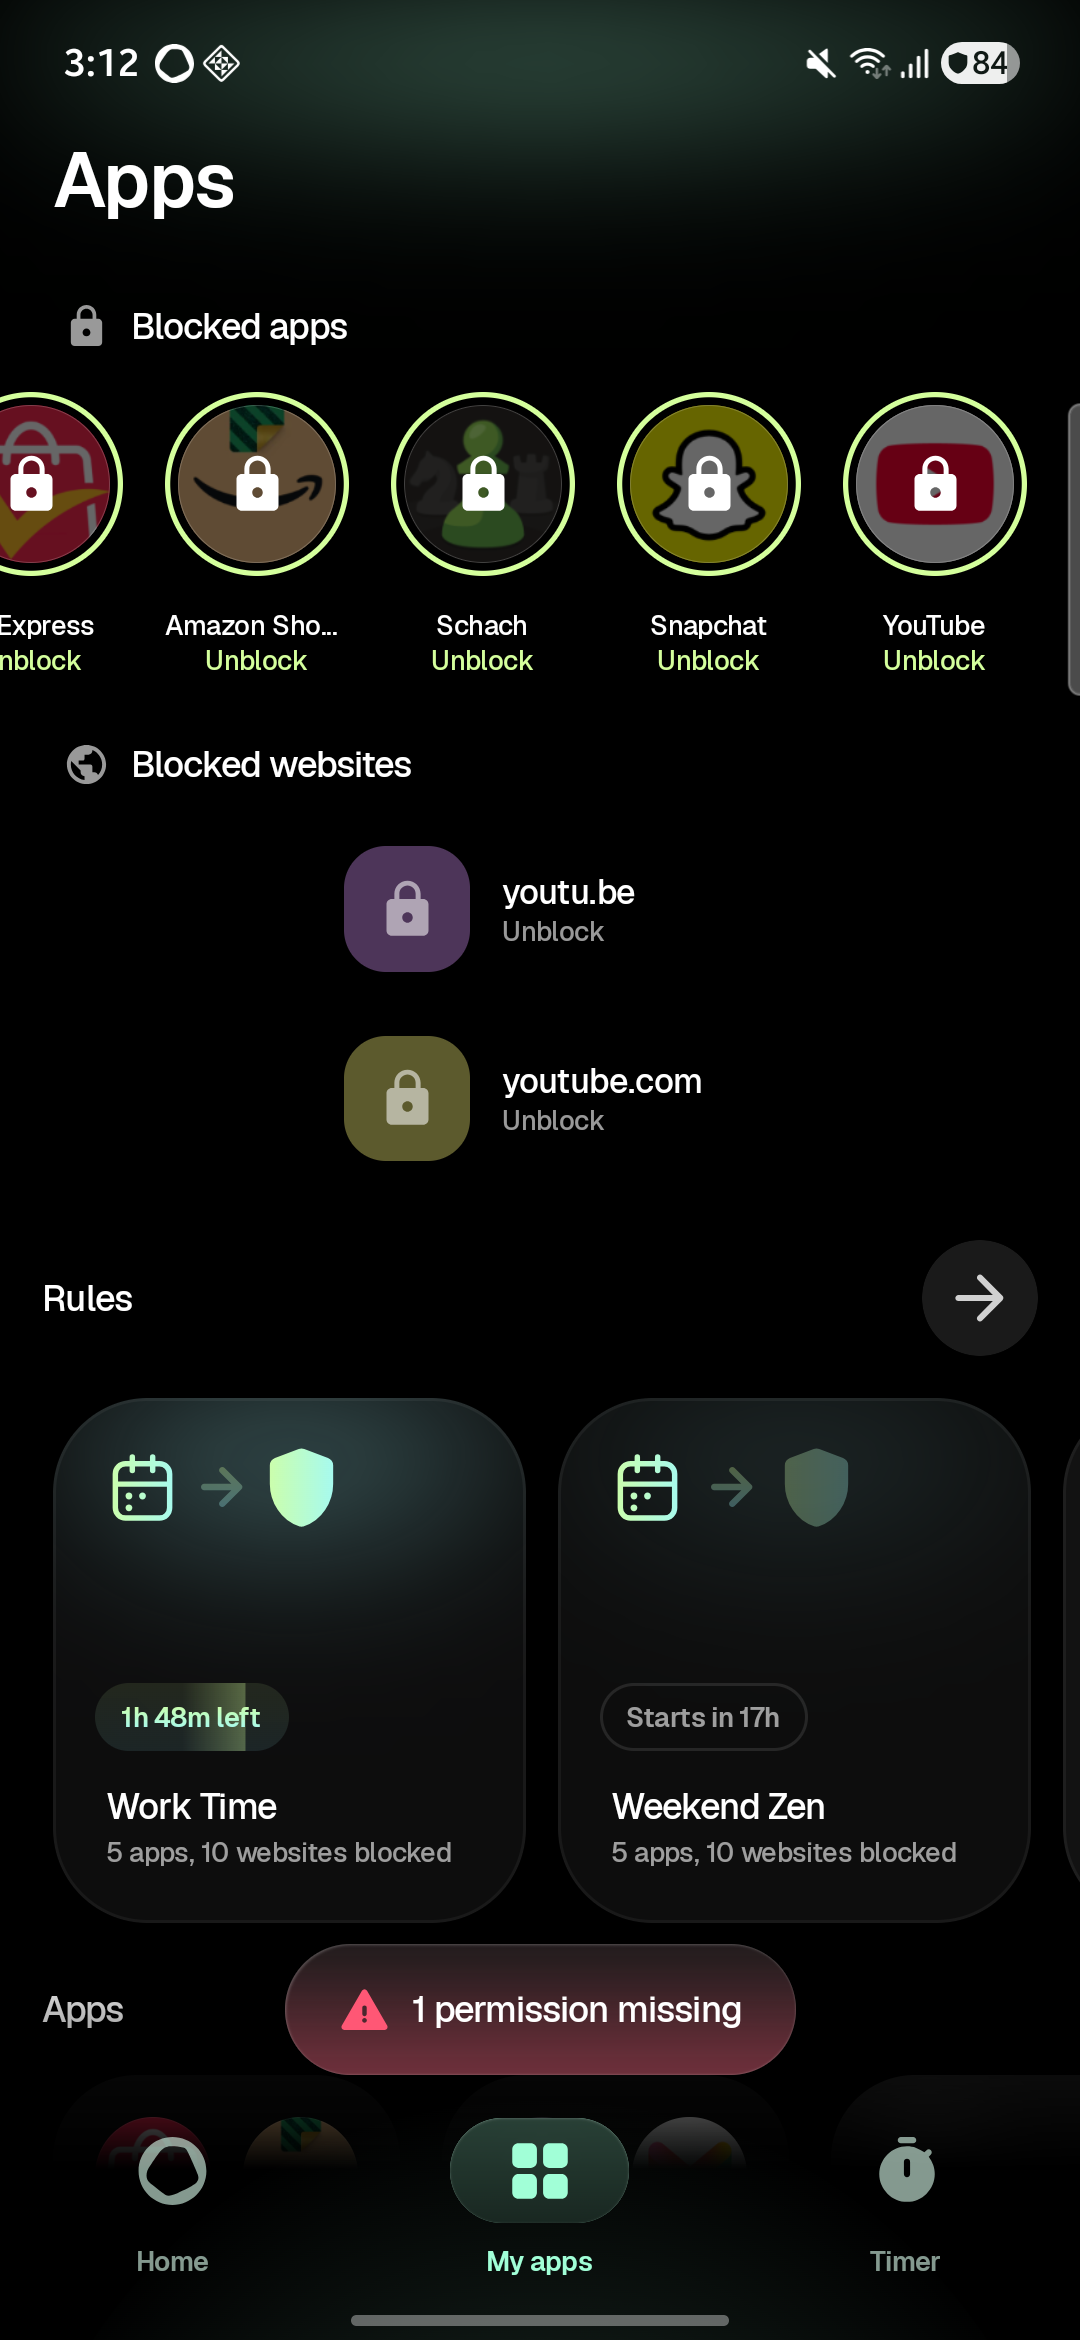 3:12
84
Apps
Blocked apps
Express
nblock
Amazon Sho...
Unblock
Schach
Unblock
Snapchat
Unblock
YouTube
Unblock
Blocked websites
youtu.be
Unblock
youtube.com
Unblock
Rules
1h 48m left
Work Time
5 apps, 10 websites blocked
Starts in 17h
Weekend Zen
5 apps, 10 websites blocked
Apps
1 permission missing
Home
My apps
Timer